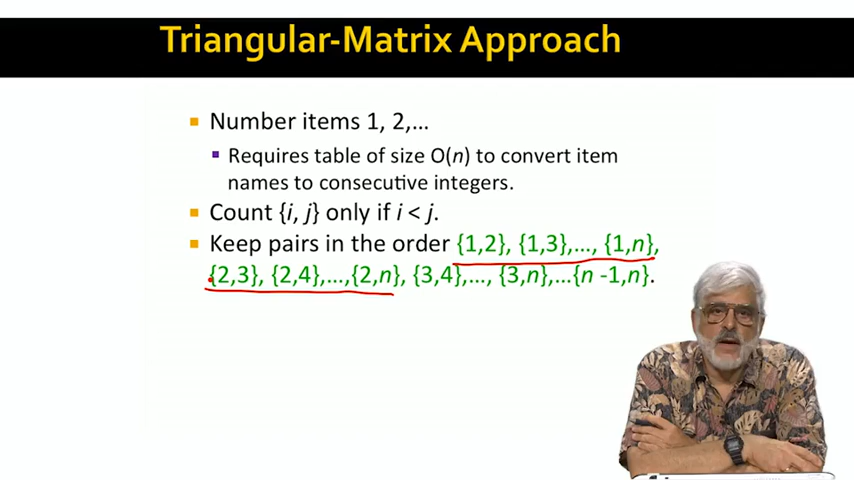 Triangular-Matrix Approach
Number items 1, 2,…
Requires table of size O(n) to convert item
names to consecutive integers.
Count {i, j} only if i < j.
Keep pairs in the order {1,2}, {1,3},…, {1,n},
{2,3}, {2,4},…,{2,n}, {3,4},…, {3,n},…{n -1,n}.